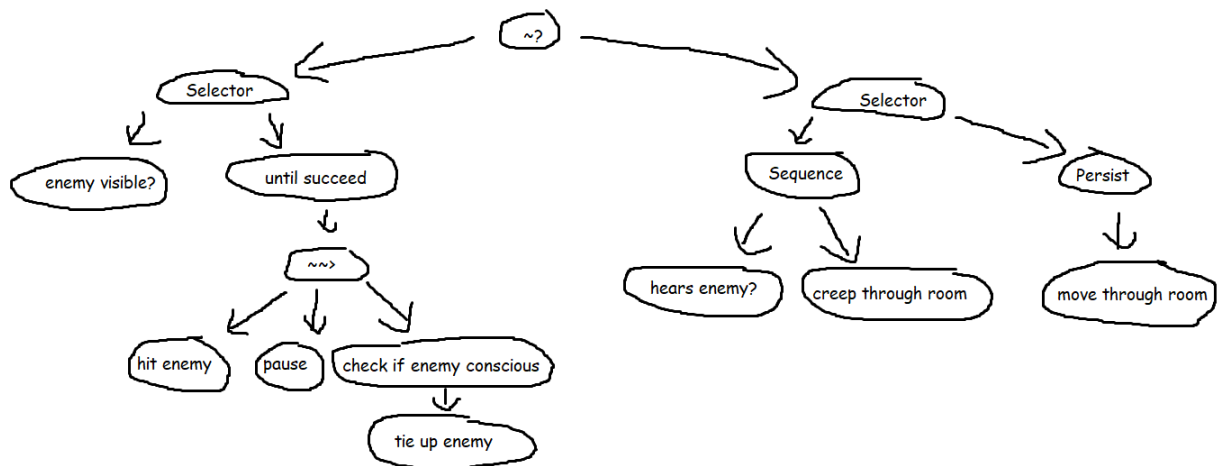 ~?
Selector
Selector
enemy visible?
until succeed
Sequence
Persist
~~>
hears enemy?
creep through room
move through room
hit enemy
pause
check if enemy conscious
tie up enemy